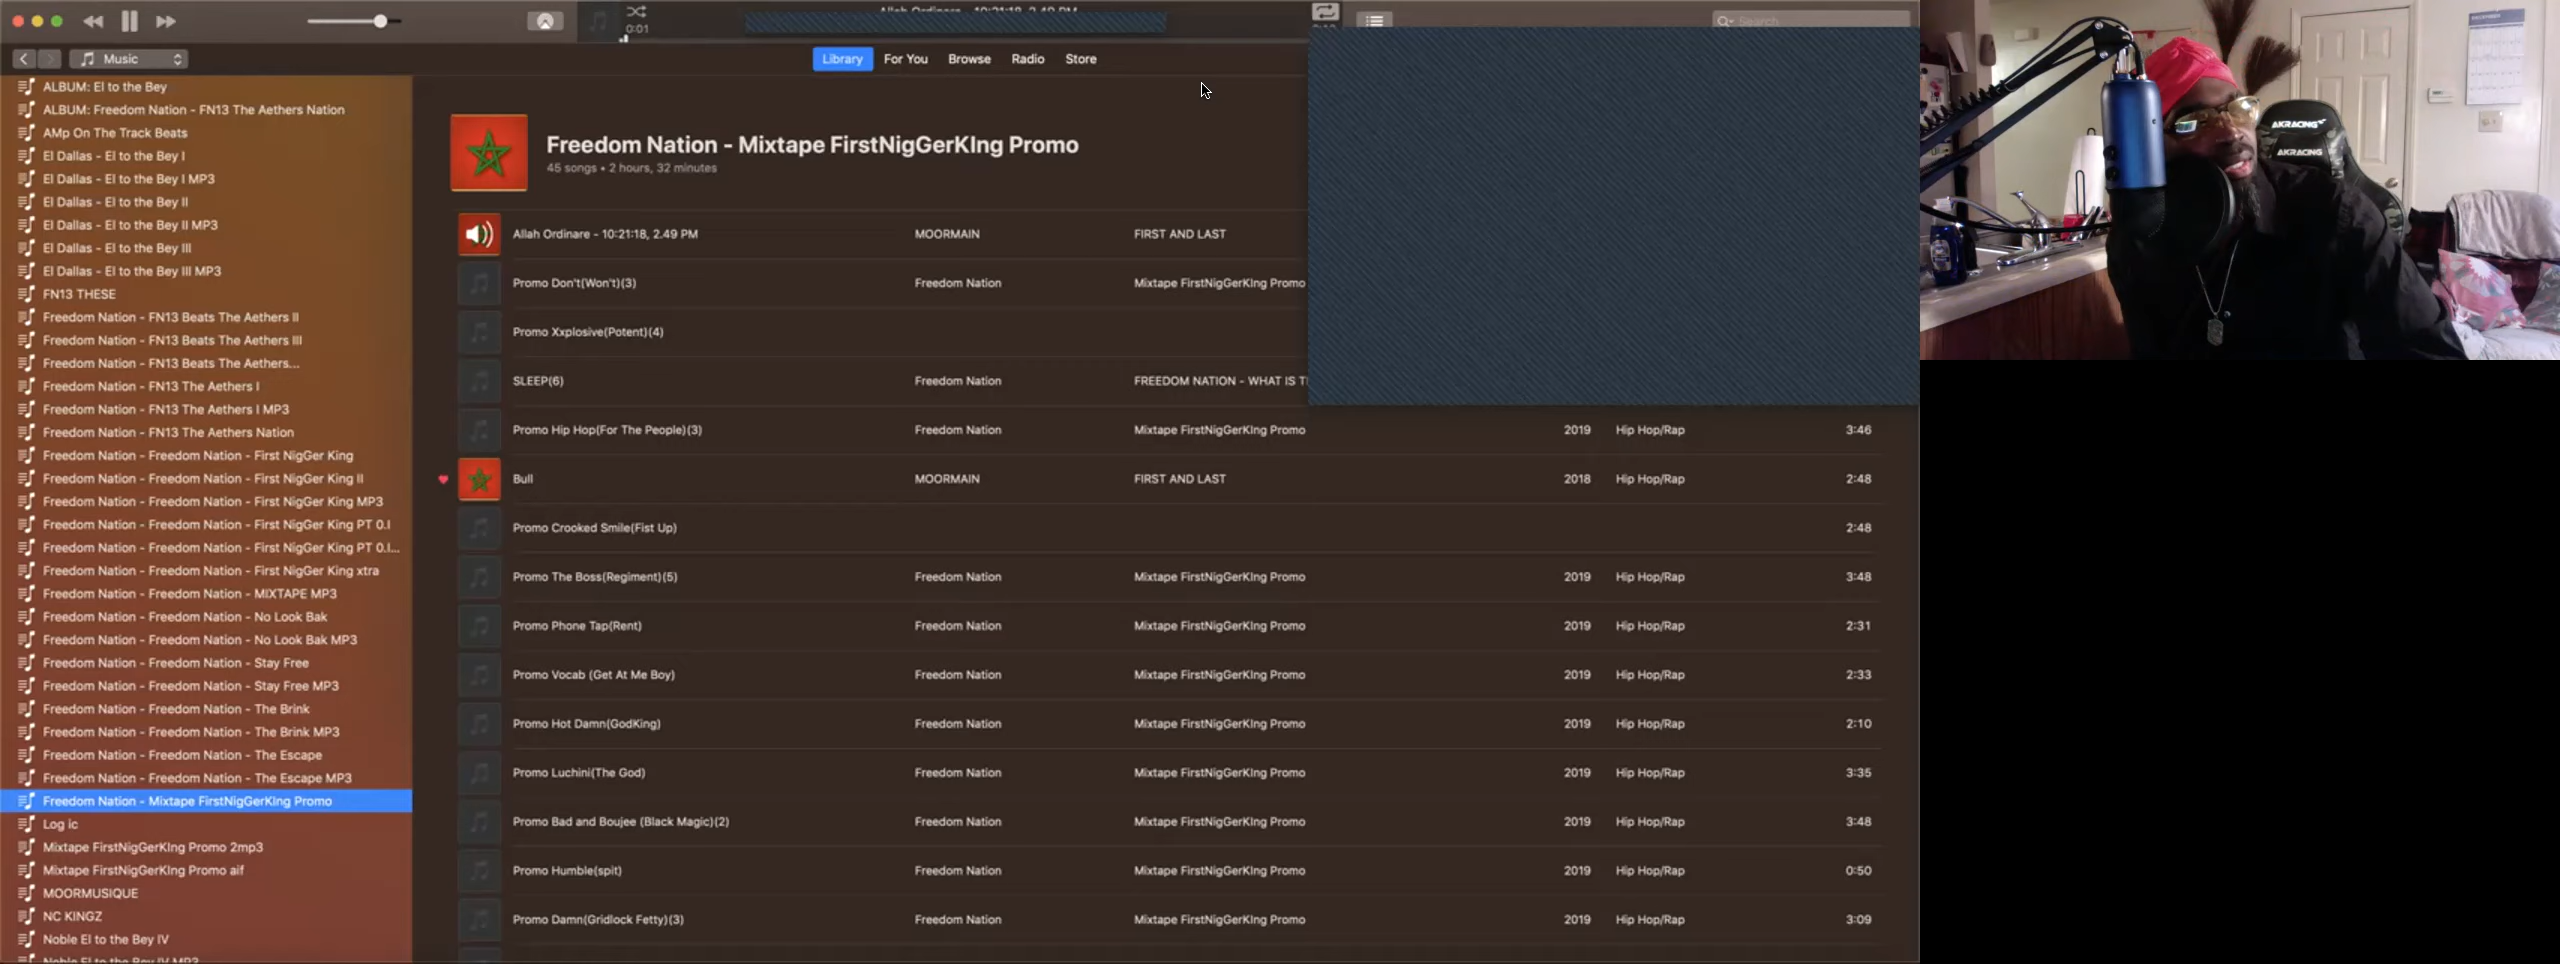 Allah Ordinare - 10:21:18, 2.49 PM
0:01
Search
Music
Library For You Browse Radio Store
ALBUM: El to the Bey
ALBUM: Freedom Nation - FN13 The Aethers Nation
AMp On The Track Beats
El Dallas - El to the Bey I
El Dallas - El to the Bey I MP3
El Dallas - El to the Bey II
El Dallas - El to the Bey II MP3
El Dallas - El to the Bey III
El Dallas - El to the Bey III MP3
FN13 THESE
Freedom Nation - FN13 Beats The Aethers II
Freedom Nation - FN13 Beats The Aethers III
Freedom Nation - FN13 Beats The Aethers...
Freedom Nation - FN13 The Aethers I
Freedom Nation - FN13 The Aethers I MP3
Freedom Nation - FN13 The Aethers Nation
Freedom Nation - Freedom Nation - First NigGer King
Freedom Nation - Freedom Nation - First NigGer King II
Freedom Nation - Freedom Nation - First NigGer King MP3
Freedom Nation - Freedom Nation - First NigGer King PT 0.I
Freedom Nation - Freedom Nation - First NigGer King PT 0.I...
Freedom Nation - Freedom Nation - First NigGer King xtra
Freedom Nation - Freedom Nation - MIXTAPE MP3
Freedom Nation - Freedom Nation - No Look Bak
Freedom Nation - Freedom Nation - No Look Bak MP3
Freedom Nation - Freedom Nation - Stay Free
Freedom Nation - Freedom Nation - Stay Free MP3
Freedom Nation - Freedom Nation - The Brink
Freedom Nation - Freedom Nation - The Brink MP3
Freedom Nation - Freedom Nation - The Escape
Freedom Nation - Freedom Nation - The Escape MP3
Freedom Nation - Mixtape FirstNigGerKIng Promo
Log ic
Mixtape FirstNigGerKIng Promo 2mp3
Mixtape FirstNigGerKIng Promo aif
MOORMUSIQUE
NC KINGZ
Noble El to the Bey IV
Noble El to the Bey IV MP3
Freedom Nation - Mixtape FirstNigGerKIng Promo
45 songs • 2 hours, 32 minutes
Allah Ordinare - 10:21:18, 2.49 PM MOORMAIN FIRST AND LAST
Promo Don't(Won't)(3) Freedom Nation Mixtape FirstNigGerKIng Promo
Promo Xxplosive(Potent)(4)
SLEEP(6) Freedom Nation FREEDOM NATION - WHAT IS T
Promo Hip Hop(For The People)(3) Freedom Nation Mixtape FirstNigGerKIng Promo 2019 Hip Hop/Rap 3:46
Bull MOORMAIN FIRST AND LAST 2018 Hip Hop/Rap 2:48
Promo Crooked Smile(Fist Up) 2:48
Promo The Boss(Regiment)(5) Freedom Nation Mixtape FirstNigGerKIng Promo 2019 Hip Hop/Rap 3:48
Promo Phone Tap(Rent) Freedom Nation Mixtape FirstNigGerKIng Promo 2019 Hip Hop/Rap 2:31
Promo Vocab (Get At Me Boy) Freedom Nation Mixtape FirstNigGerKIng Promo 2019 Hip Hop/Rap 2:33
Promo Hot Damn(GodKing) Freedom Nation Mixtape FirstNigGerKIng Promo 2019 Hip Hop/Rap 2:10
Promo Luchini(The God) Freedom Nation Mixtape FirstNigGerKIng Promo 2019 Hip Hop/Rap 3:35
Promo Bad and Boujee (Black Magic)(2) Freedom Nation Mixtape FirstNigGerKIng Promo 2019 Hip Hop/Rap 3:48
Promo Humble(spit) Freedom Nation Mixtape FirstNigGerKIng Promo 2019 Hip Hop/Rap 0:50
Promo Damn(Gridlock Fetty)(3) Freedom Nation Mixtape FirstNigGerKIng Promo 2019 Hip Hop/Rap 3:09
AKRACING
AKRACING